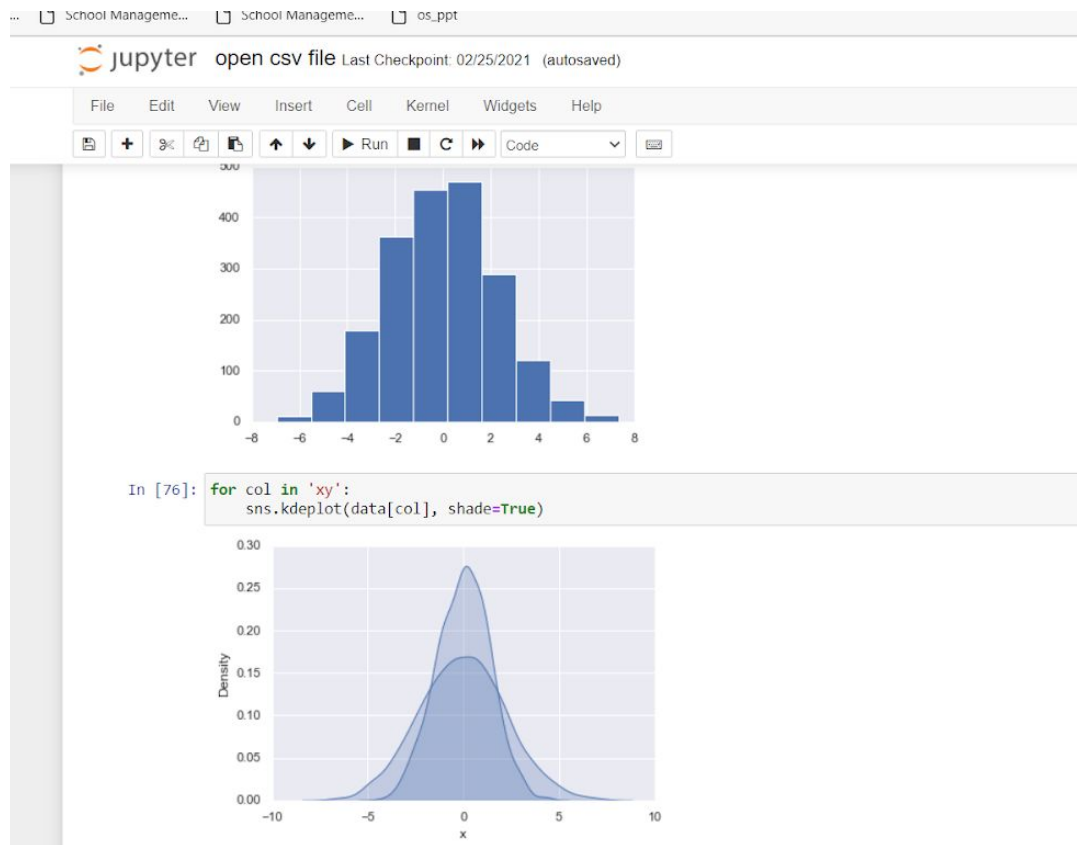 ... School Manageme... School Manageme... os_ppt
jupyter open csv file Last Checkpoint: 02/25/2021 (autosaved)
File Edit View Insert Cell Kernel Widgets Help
Run Code
500
400
300
200
100
0
−8 −6 −4 −2 0 2 4 6 8
In [76]: for col in 'xy':
sns.kdeplot(data[col], shade=True)
0.30
0.25
0.20
0.15
0.10
0.05
0.00
Density
−10 −5 0 5 10
x